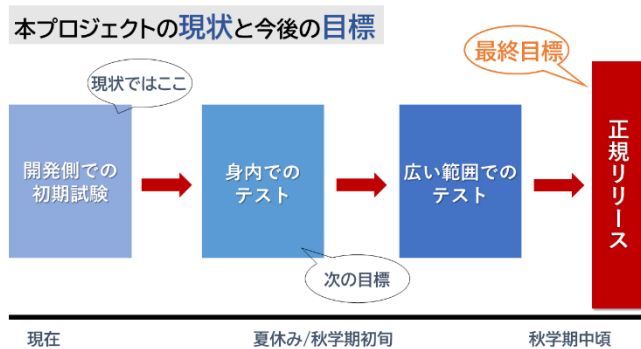 本プロジェクトの現状と今後の目標
最終目標
現状ではここ
開発側での
初期試験
身内での
テスト
広い範囲での
テスト
正規リリース
次の目標
現在
夏休み/秋学期初旬
秋学期中頃